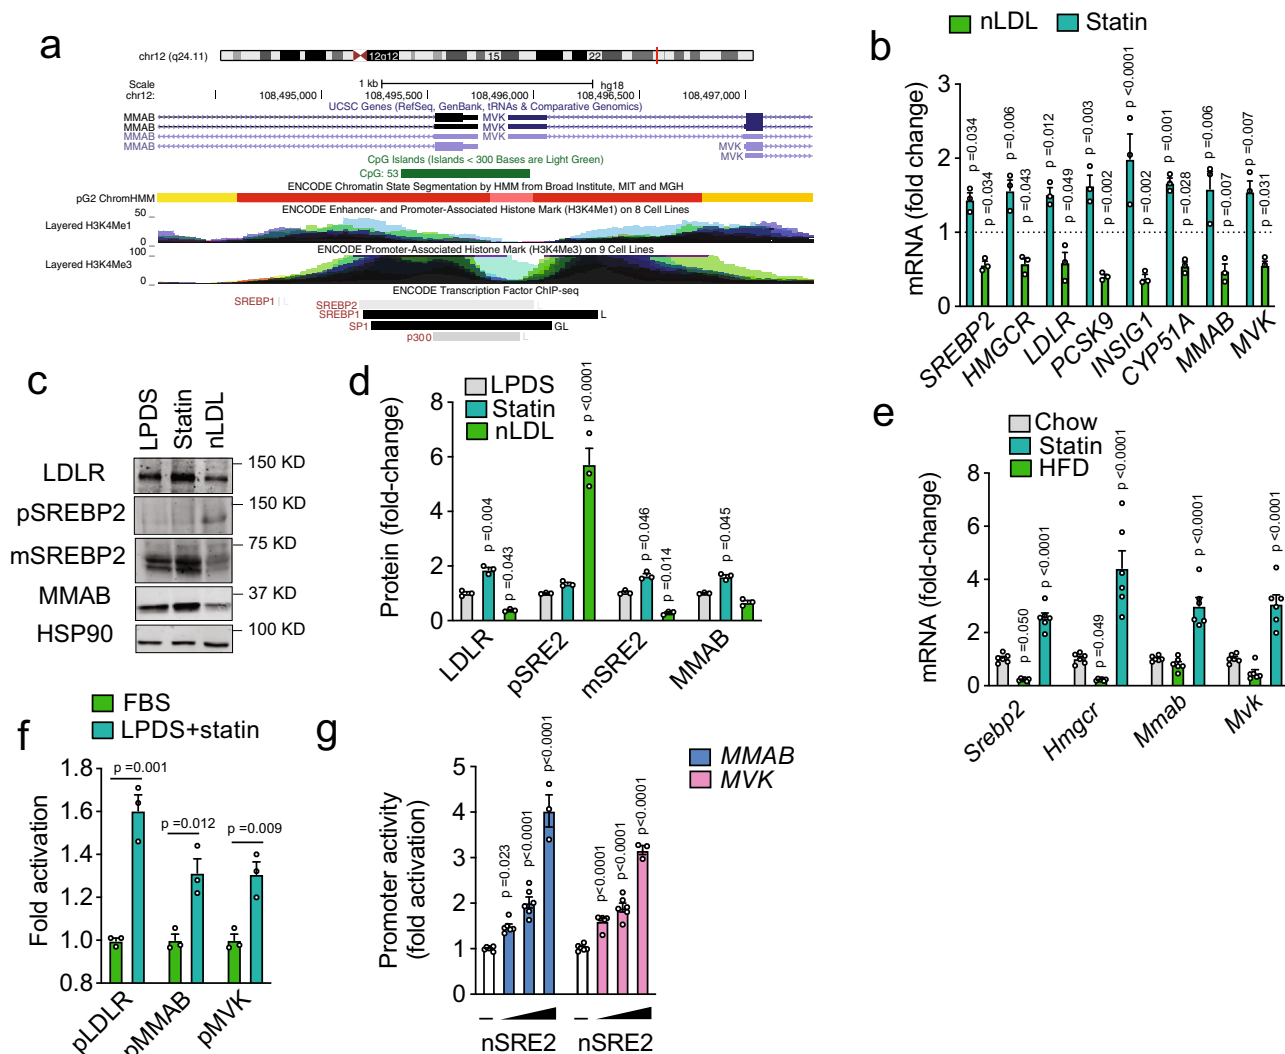 a
chr12 (q24.11)
12q12
15
22
Scale
1 kb
hg18
chr12:
108,495,000
108,495,500
108,496,000
108,496,500
108,497,000
UCSC Genes (RefSeq, GenBank, tRNAs & Comparative Genomics)
MMAB
MVK
MMAB
MVK
MMAB
MVK
MMAB
MVK
MVK
CpG Islands (Islands < 300 Bases are Light Green)
CpG: 53
ENCODE Chromatin State Segmentation by HMM from Broad Institute, MIT and MGH
pG2 ChromHMM
ENCODE Enhancer- and Promoter-Associated Histone Mark (H3K4Me1) on 8 Cell Lines
50
Layered H3K4Me1
0
ENCODE Promoter-Associated Histone Mark (H3K4Me3) on 9 Cell Lines
100
Layered H3K4Me3
0
ENCODE Transcription Factor ChIP-seq
SREBP1 L
SREBP2 L
SREBP1 L
SP1 GL
p300 L
b
nLDL
Statin
mRNA (fold change)
3
2
1
0
p =0.034
p =0.034
p =0.006
p =0.043
p =0.012
p =0.049
p =0.003
p =0.002
p <0.0001
p =0.002
p =0.001
p =0.028
p =0.006
p =0.007
p =0.007
p =0.031
SREBP2
HMGCR
LDLR
PCSK9
INSIG1
CYP51A
MMAB
MVK
c
LPDS
Statin
nLDL
LDLR
150 KD
pSREBP2
150 KD
mSREBP2
75 KD
MMAB
37 KD
HSP90
100 KD
d
LPDS
Statin
nLDL
Protein (fold-change)
8
6
4
2
0
p =0.004
p =0.043
p <0.0001
p =0.046
p =0.014
p =0.045
LDLR
pSRE2
mSRE2
MMAB
e
Chow
Statin
HFD
mRNA (fold-change)
8
6
4
2
0
p =0.050
p <0.0001
p =0.049
p <0.0001
p <0.0001
p <0.0001
Srebp2
Hmgcr
Mmab
Mvk
f
FBS
LPDS+statin
Fold activation
1.8
1.6
1.4
1.2
1.0
0.8
p =0.001
p =0.012
p =0.009
pLDLR
pMMAB
pMVK
g
MMAB
MVK
Promoter activity
(fold activation)
5
4
3
2
1
0
p =0.023
p<0.0001
p<0.0001
p<0.0001
p<0.0001
p<0.0001
–
nSRE2
–
nSRE2